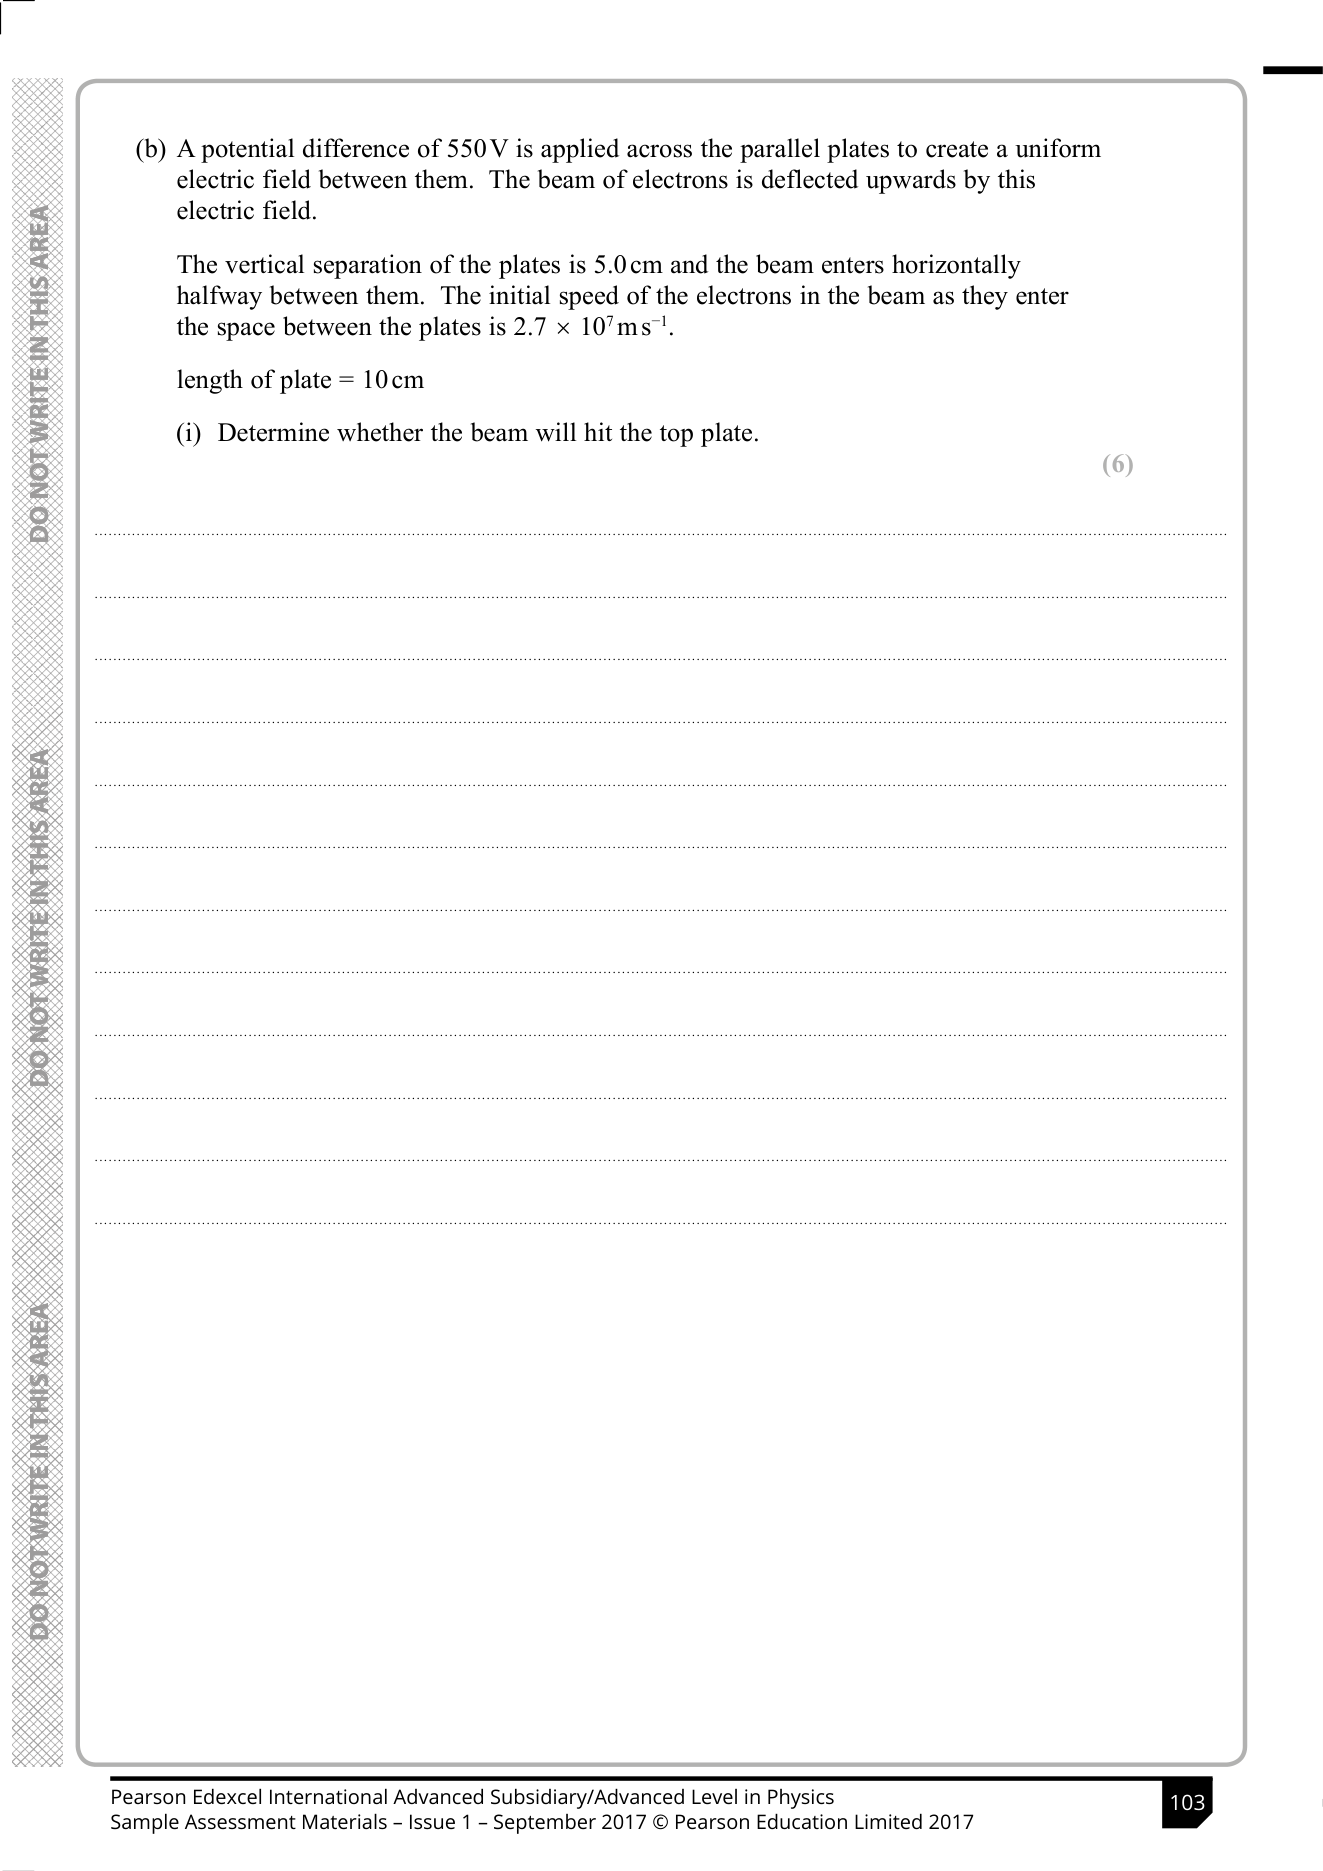 (b) A potential difference of 550 V is applied across the parallel plates to create a uniform
electric field between them. The beam of electrons is deflected upwards by this
electric field.
The vertical separation of the plates is 5.0 cm and the beam enters horizontally
halfway between them. The initial speed of the electrons in the beam as they enter
the space between the plates is 2.7 × 10⁷ m s⁻¹.
length of plate = 10 cm
(i) Determine whether the beam will hit the top plate.
(6)
DO NOT WRITE IN THIS AREA
DO NOT WRITE IN THIS AREA
DO NOT WRITE IN THIS AREA
Pearson Edexcel International Advanced Subsidiary/Advanced Level in Physics
Sample Assessment Materials – Issue 1 – September 2017 © Pearson Education Limited 2017
103